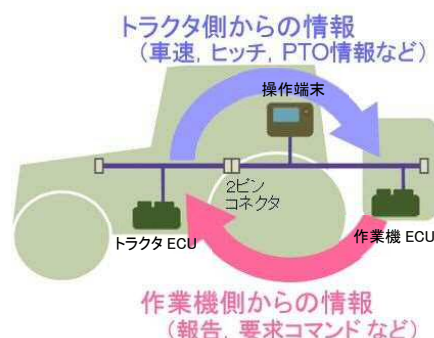 トラクタ側からの情報
（車速，ヒッチ，PTO情報など）
操作端末
2ピン
コネクタ
トラクタ ECU
作業機 ECU
作業機側からの情報
（報告，要求コマンド など）